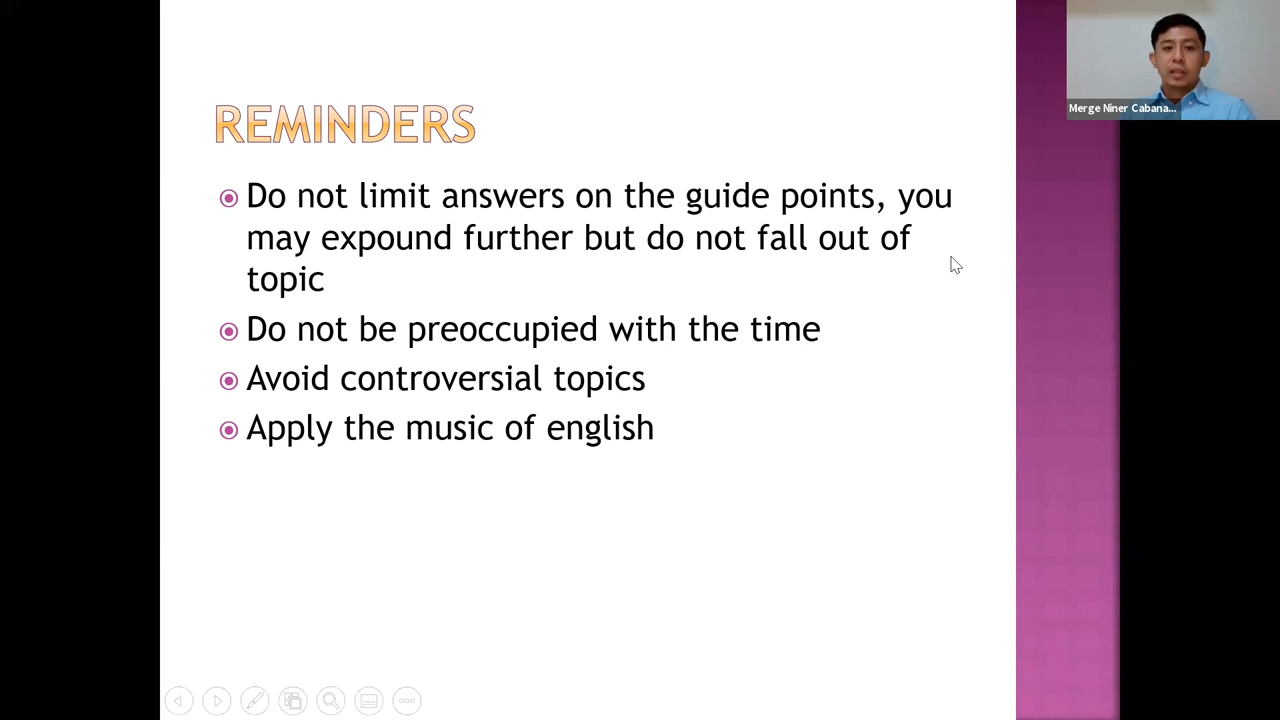 Merge Niner Cabana...
REMINDERS
Do not limit answers on the guide points, you
may expound further but do not fall out of
topic
Do not be preoccupied with the time
Avoid controversial topics
Apply the music of english